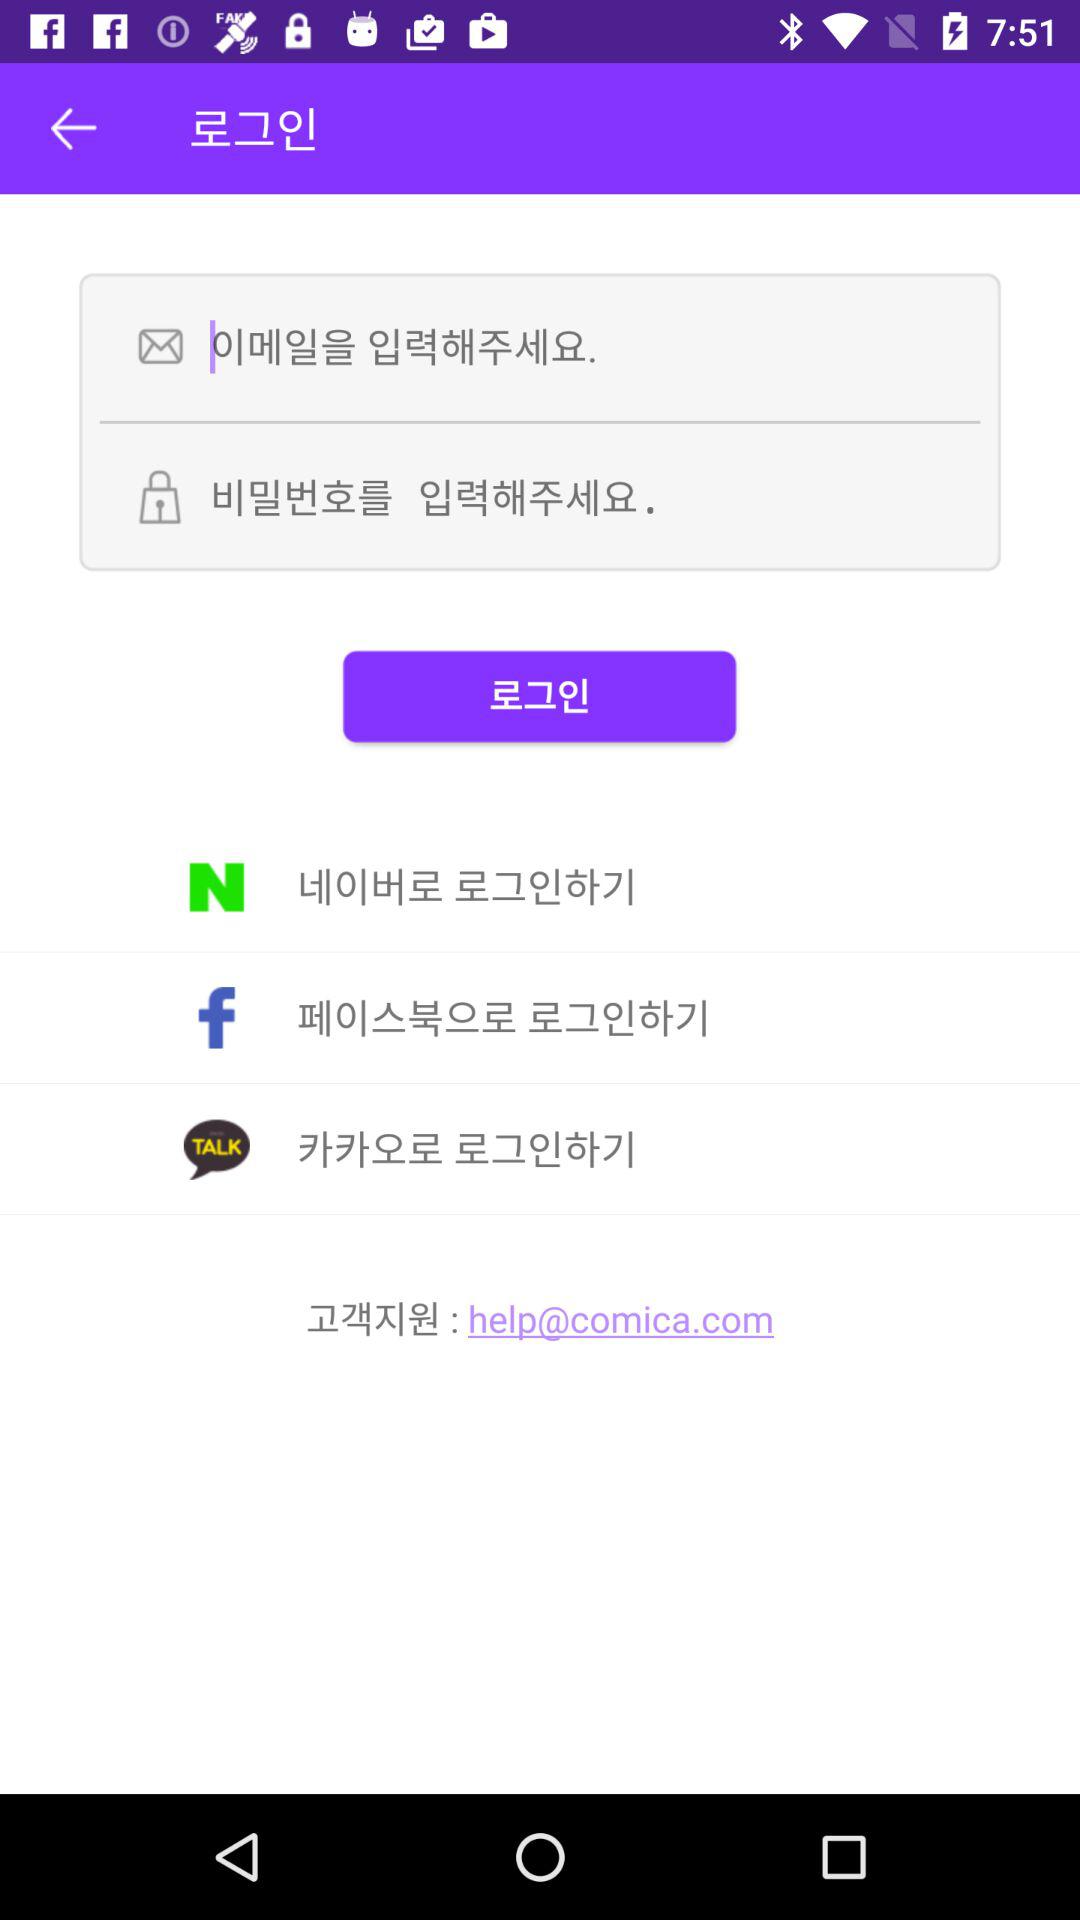 FAKE
7:51
로그인
이메일을 입력해주세요.
비밀번호를 입력해주세요.
로그인
네이버로 로그인하기
페이스북으로 로그인하기
TALK
카카오로 로그인하기
고객지원 : help@comica.com